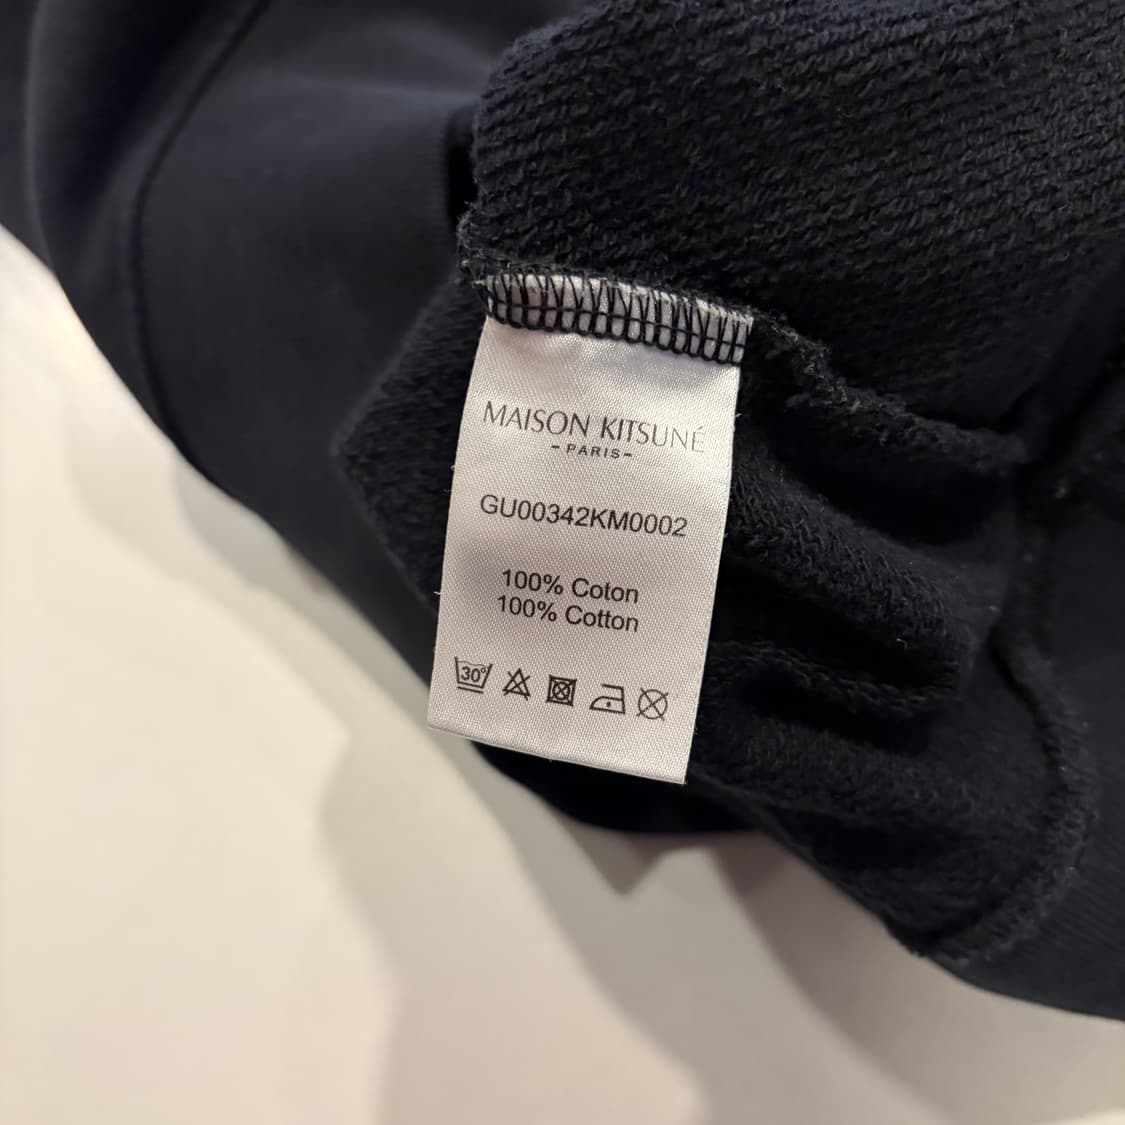 MAISON KITSUNÉ
-PARIS-
GU00342KM0002
100% Coton
100% Cotton
30°